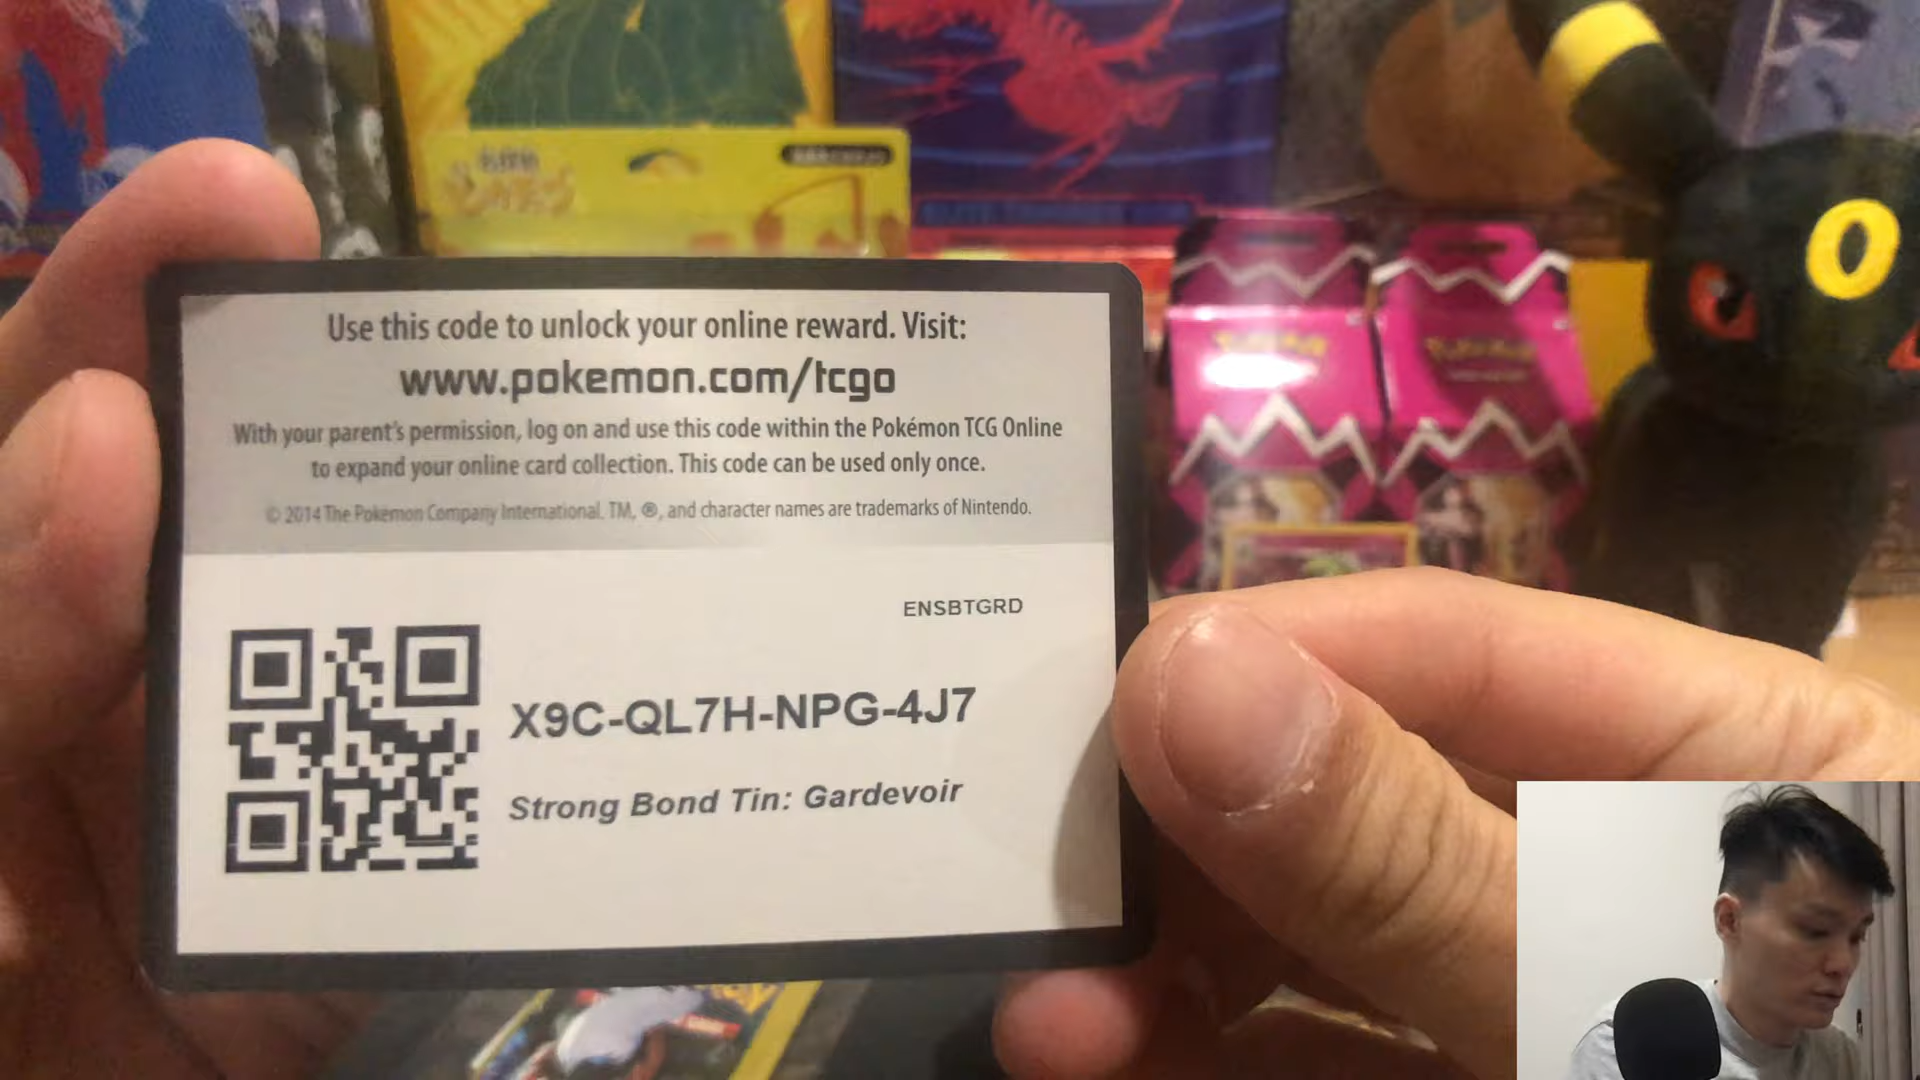 Use this code to unlock your online reward. Visit:
www.pokemon.com/tcgo
With your parent's permission, log on and use this code within the Pokémon TCG Online
to expand your online card collection. This code can be used only once.
© 2014 The Pokemon Company International. TM, ®, and character names are trademarks of Nintendo.
ENSBTGRD
X9C-QL7H-NPG-4J7
Strong Bond Tin: Gardevoir